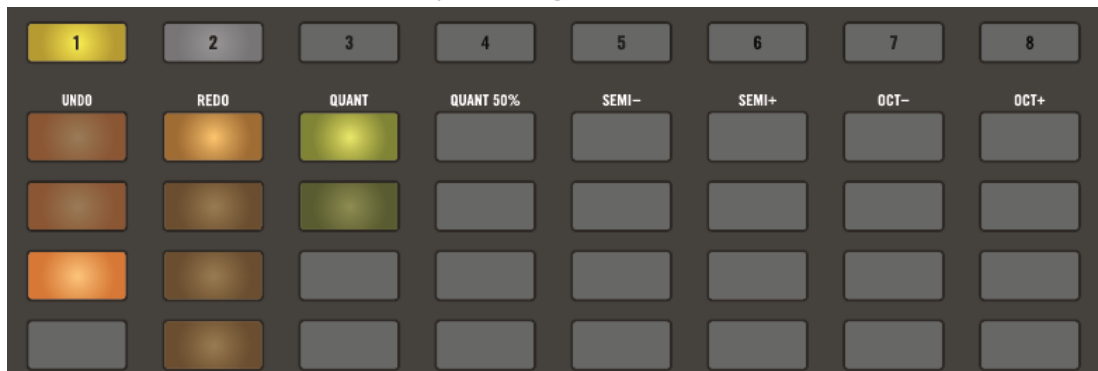 1 2 3 4 5 6 7 8
UNDO REDO QUANT QUANT 50% SEMI– SEMI+ OCT– OCT+